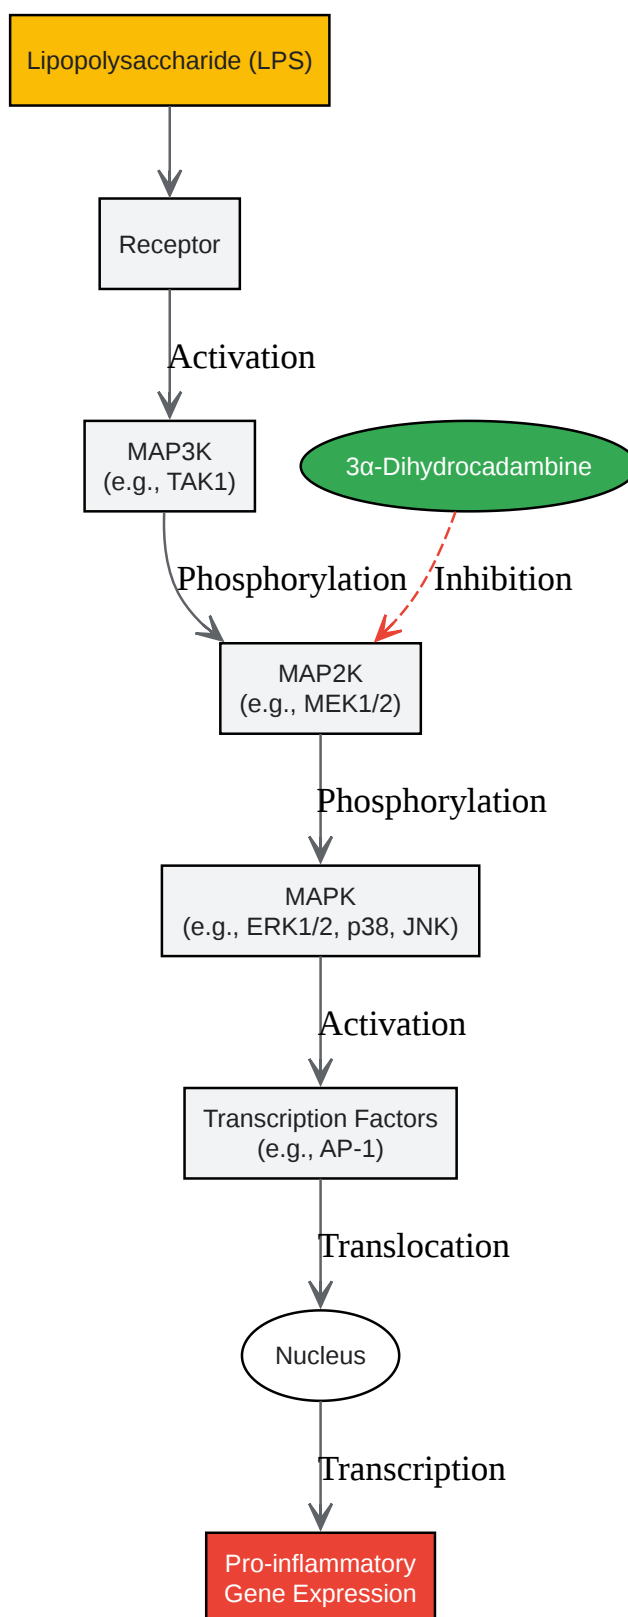 Lipopolysaccharide (LPS)
Receptor
Activation
MAP3K
(e.g., TAK1)
3α-Dihydrocadambine
Phosphorylation
Inhibition
MAP2K
(e.g., MEK1/2)
Phosphorylation
MAPK
(e.g., ERK1/2, p38, JNK)
Activation
Transcription Factors
(e.g., AP-1)
Translocation
Nucleus
Transcription
Pro-inflammatory
Gene Expression